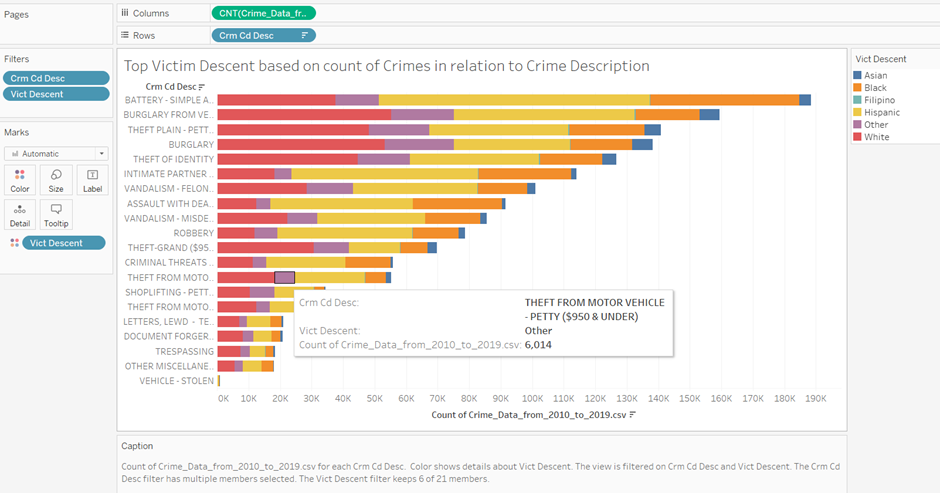 Pages
Columns
CNT(Crime_Data_fr..
Rows
Crm Cd Desc
Filters
Crm Cd Desc
Vict Descent
Marks
Automatic
Color
Size
Label
Detail
Tooltip
Vict Descent
Top Victim Descent based on count of Crimes in relation to Crime Description
Crm Cd Desc
BATTERY - SIMPLE A..
BURGLARY FROM VE..
THEFT PLAIN - PETT..
BURGLARY
THEFT OF IDENTITY
INTIMATE PARTNER ..
VANDALISM - FELON..
ASSAULT WITH DEA..
VANDALISM - MISDE..
ROBBERY
THEFT-GRAND ($95..
CRIMINAL THREATS ..
THEFT FROM MOTO..
SHOPLIFTING - PETT..
THEFT FROM MOTO..
LETTERS, LEWD - TE..
DOCUMENT FORGER..
TRESPASSING
OTHER MISCELLANE..
VEHICLE - STOLEN
Crm Cd Desc: THEFT FROM MOTOR VEHICLE
- PETTY ($950 & UNDER)
Vict Descent: Other
Count of Crime_Data_from_2010_to_2019.csv: 6,014
0K 10K 20K 30K 40K 50K 60K 70K 80K 90K 100K 110K 120K 130K 140K 150K 160K 170K 180K 190K
Count of Crime_Data_from_2010_to_2019.csv
Vict Descent
Asian
Black
Filipino
Hispanic
Other
White
Caption
Count of Crime_Data_from_2010_to_2019.csv for each Crm Cd Desc. Color shows details about Vict Descent. The view is filtered on Crm Cd Desc and Vict Descent. The Crm Cd
Desc filter has multiple members selected. The Vict Descent filter keeps 6 of 21 members.